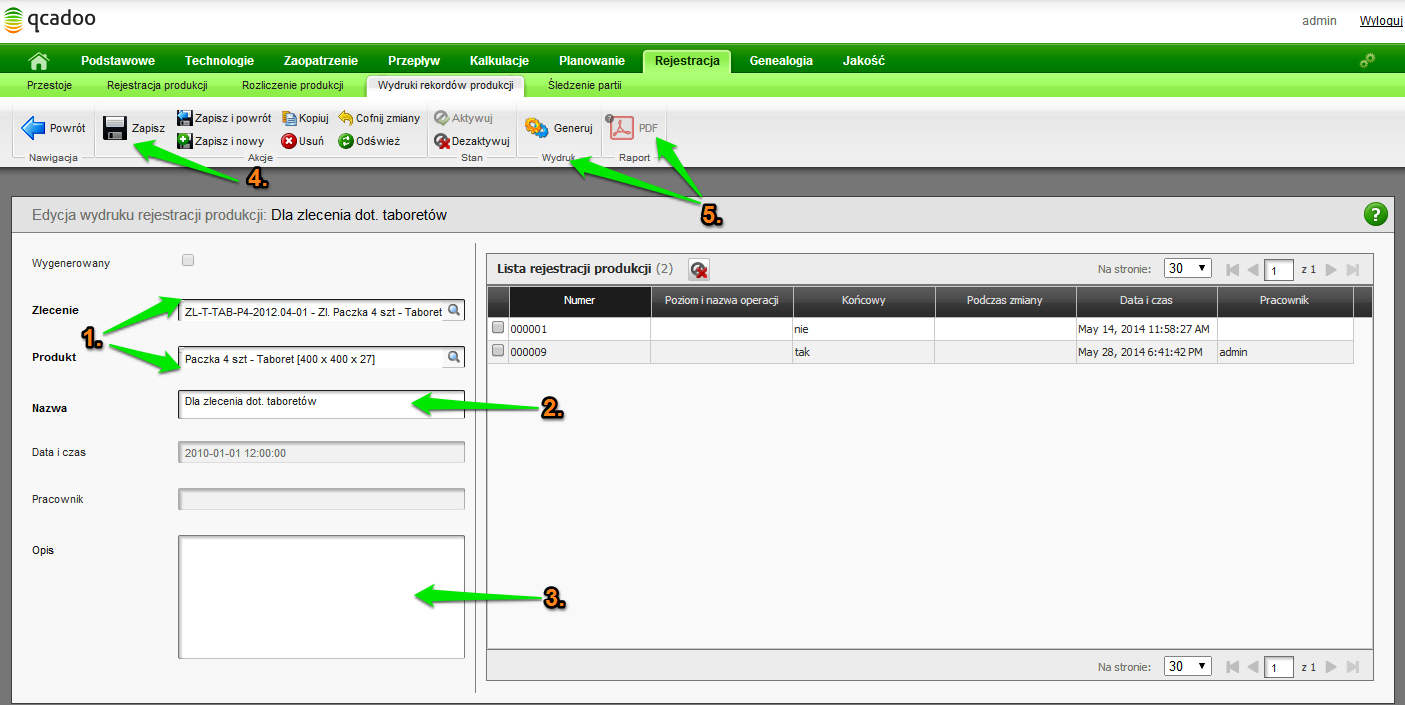 qcadoo
admin Wyloguj
Podstawowe Technologie Zaopatrzenie Przepływ Kalkulacje Planowanie Rejestracja Genealogia Jakość
Przestoje Rejestracja produkcji Rozliczenie produkcji Wydruki rekordów produkcji Śledzenie partii
Powrót Zapisz Zapisz i powrót Kopiuj Cofnij zmiany Aktywuj Generuj PDF
Zapisz i nowy Usuń Odśwież Dezaktywuj
Nawigacja Akcje Stan Wydruk Raport
4.
5.
Edycja wydruku rejestracji produkcji: Dla zlecenia dot. taboretów ?
Wygenerowany
Zlecenie ZL-T-TAB-P4-2012.04-01 - Zl. Paczka 4 szt - Taboret
1.
Produkt Paczka 4 szt - Taboret [400 x 400 x 27]
Nazwa Dla zlecenia dot. taboretów
2.
Data i czas 2010-01-01 12:00:00
Pracownik
Opis
3.
Lista rejestracji produkcji (2) Na stronie: 30 1 z 1
Numer Poziom i nazwa operacji Końcowy Podczas zmiany Data i czas Pracownik
000001 nie May 14, 2014 11:58:27 AM
000009 tak May 28, 2014 6:41:42 PM admin
Na stronie: 30 1 z 1